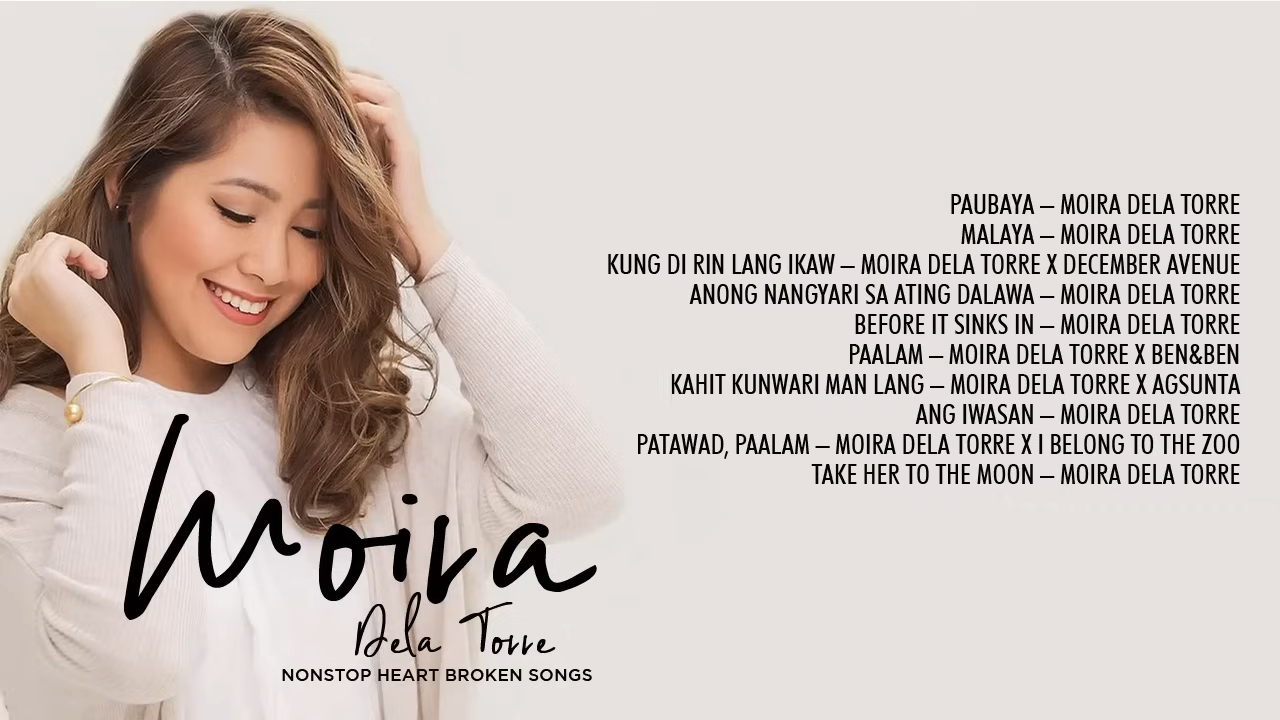 PAUBAYA – MOIRA DELA TORRE
MALAYA – MOIRA DELA TORRE
KUNG DI RIN LANG IKAW – MOIRA DELA TORRE X DECEMBER AVENUE
ANONG NANGYARI SA ATING DALAWA – MOIRA DELA TORRE
BEFORE IT SINKS IN – MOIRA DELA TORRE
PAALAM – MOIRA DELA TORRE X BEN&BEN
KAHIT KUNWARI MAN LANG – MOIRA DELA TORRE X AGSUNTA
ANG IWASAN – MOIRA DELA TORRE
PATAWAD, PAALAM – MOIRA DELA TORRE X I BELONG TO THE ZOO
TAKE HER TO THE MOON – MOIRA DELA TORRE
Moira
Dela Torre
NONSTOP HEART BROKEN SONGS